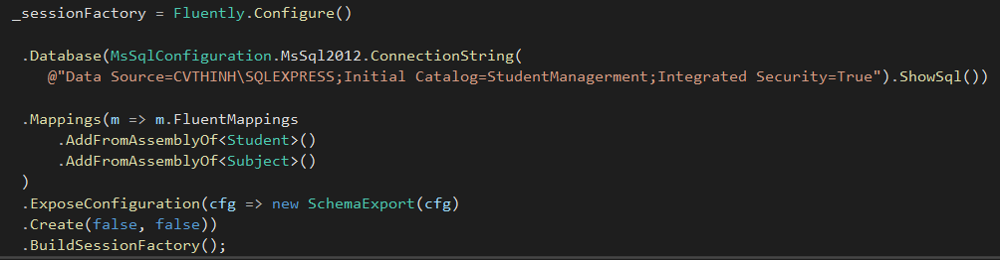 _sessionFactory = Fluently.Configure()
.Database(MsSqlConfiguration.MsSql2012.ConnectionString(
@"Data Source=CVTHINH\SQLEXPRESS;Initial Catalog=StudentManagerment;Integrated Security=True").ShowSql())
.Mappings(m => m.FluentMappings
.AddFromAssemblyOf<Student>()
.AddFromAssemblyOf<Subject>()
)
.ExposeConfiguration(cfg => new SchemaExport(cfg)
.Create(false, false))
.BuildSessionFactory();